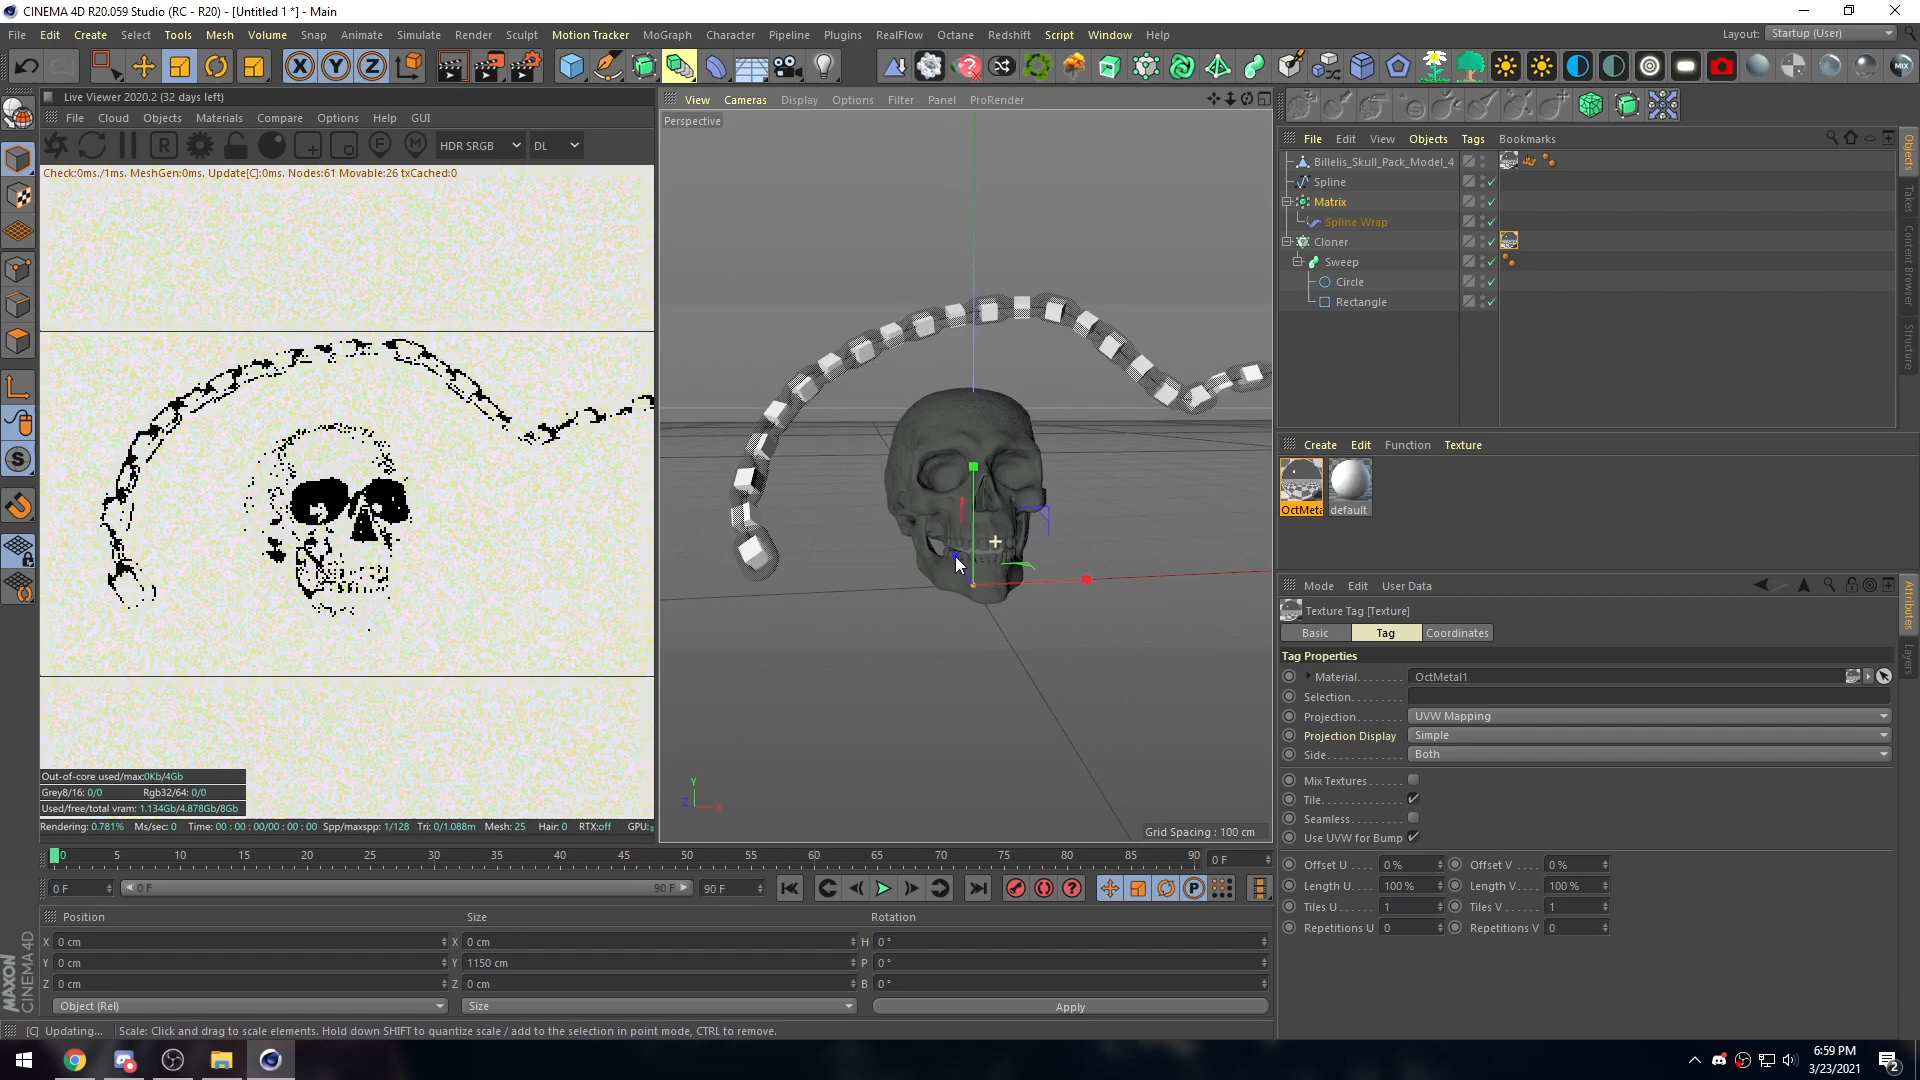 CINEMA 4D R20.059 Studio (RC - R20) - [Untitled 1 *] - Main
File Edit Create Select Tools Mesh Volume Snap Animate Simulate Render Sculpt Motion Tracker MoGraph Character Pipeline Plugins RealFlow Octane Redshift Script Window Help
Layout: Startup (User)
MIX
Live Viewer 2020.2 (32 days left)
File Cloud Objects Materials Compare Options Help GUI
HDR SRGB DL
Check:0ms./1ms. MeshGen:0ms. Update[C]:0ms. Nodes:61 Movable:26 txCached:0
Out-of-core used/max:0Kb/4Gb
Grey8/16: 0/0 Rgb32/64: 0/0
Used/free/total vram: 1.134Gb/4.878Gb/8Gb
Rendering: 0.781% Ms/sec: 0 Time: 00 : 00 : 00/00 : 00 : 00 Spp/maxspp: 1/128 Tri: 0/1.088m Mesh: 25 Hair: 0 RTX:off GPU:
View Cameras Display Options Filter Panel ProRender
Perspective
Y
Z X
Grid Spacing : 100 cm
File Edit View Objects Tags Bookmarks
Billelis_Skull_Pack_Model_4
Spline
Matrix
Spline Wrap
Cloner
Sweep
Circle
Rectangle
Objects
Takes
Content Browser
Structure
Create Edit Function Texture
OctMeta
default
Mode Edit User Data
Texture Tag [Texture]
Basic Tag Coordinates
Tag Properties
Material OctMetal1
Selection
Projection UVW Mapping
Projection Display Simple
Side Both
Mix Textures
Tile
Seamless
Use UVW for Bump
Offset U 0 % Offset V 0 %
Length U 100 % Length V 100 %
Tiles U 1 Tiles V 1
Repetitions U 0 Repetitions V 0
Attributes
Layers
0 5 10 15 20 25 30 35 40 45 50 55 60 65 70 75 80 85 90 0 F
0 F 0 F 90 F 90 F
Position Size Rotation
X 0 cm X 0 cm H 0 °
Y 0 cm Y 1150 cm P 0 °
Z 0 cm Z 0 cm B 0 °
Object (Rel) Size Apply
MAXON
CINEMA 4D
[C] Updating... Scale: Click and drag to scale elements. Hold down SHIFT to quantize scale / add to the selection in point mode, CTRL to remove.
6:59 PM
3/23/2021
2